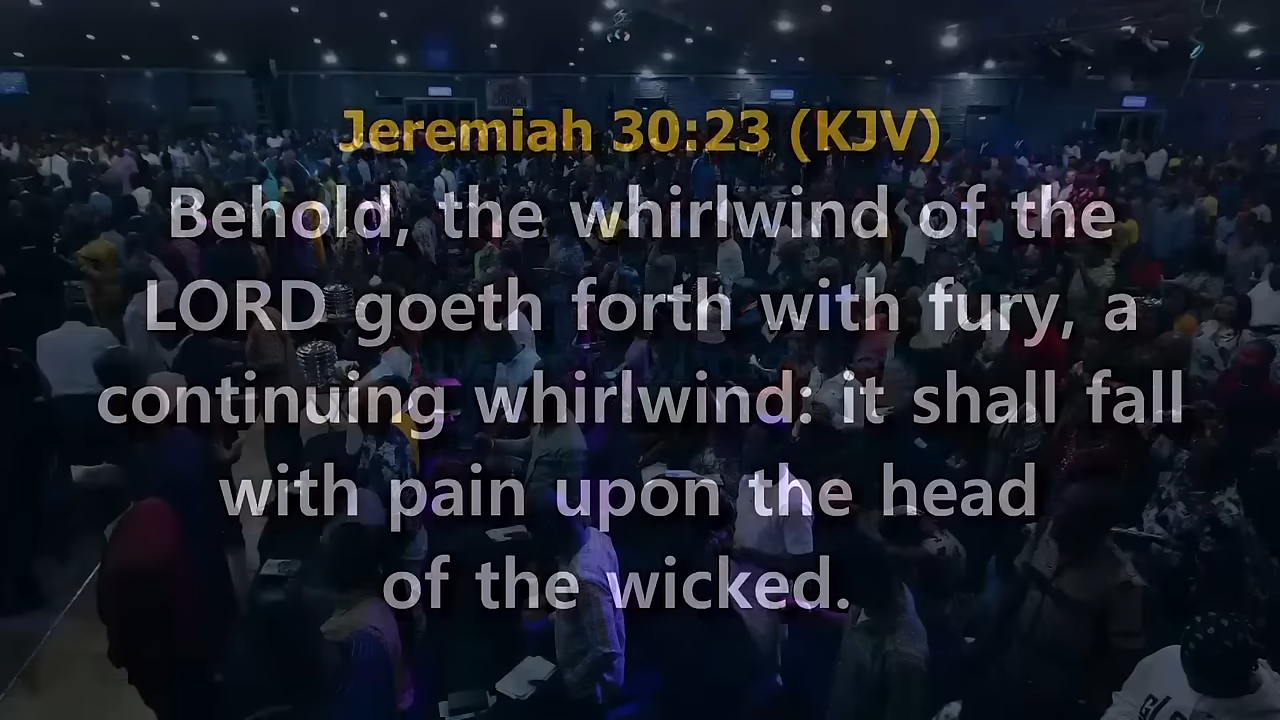 Jeremiah 30:23 (KJV)
Behold, the whirlwind of the
LORD goeth forth with fury, a
continuing whirlwind: it shall fall
with pain upon the head
of the wicked.